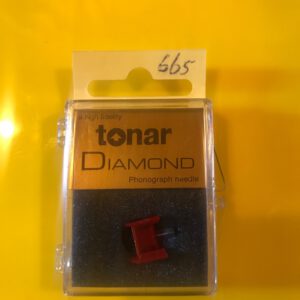 665
a high fidelity
tonar
DIAMOND
Phonograph needle